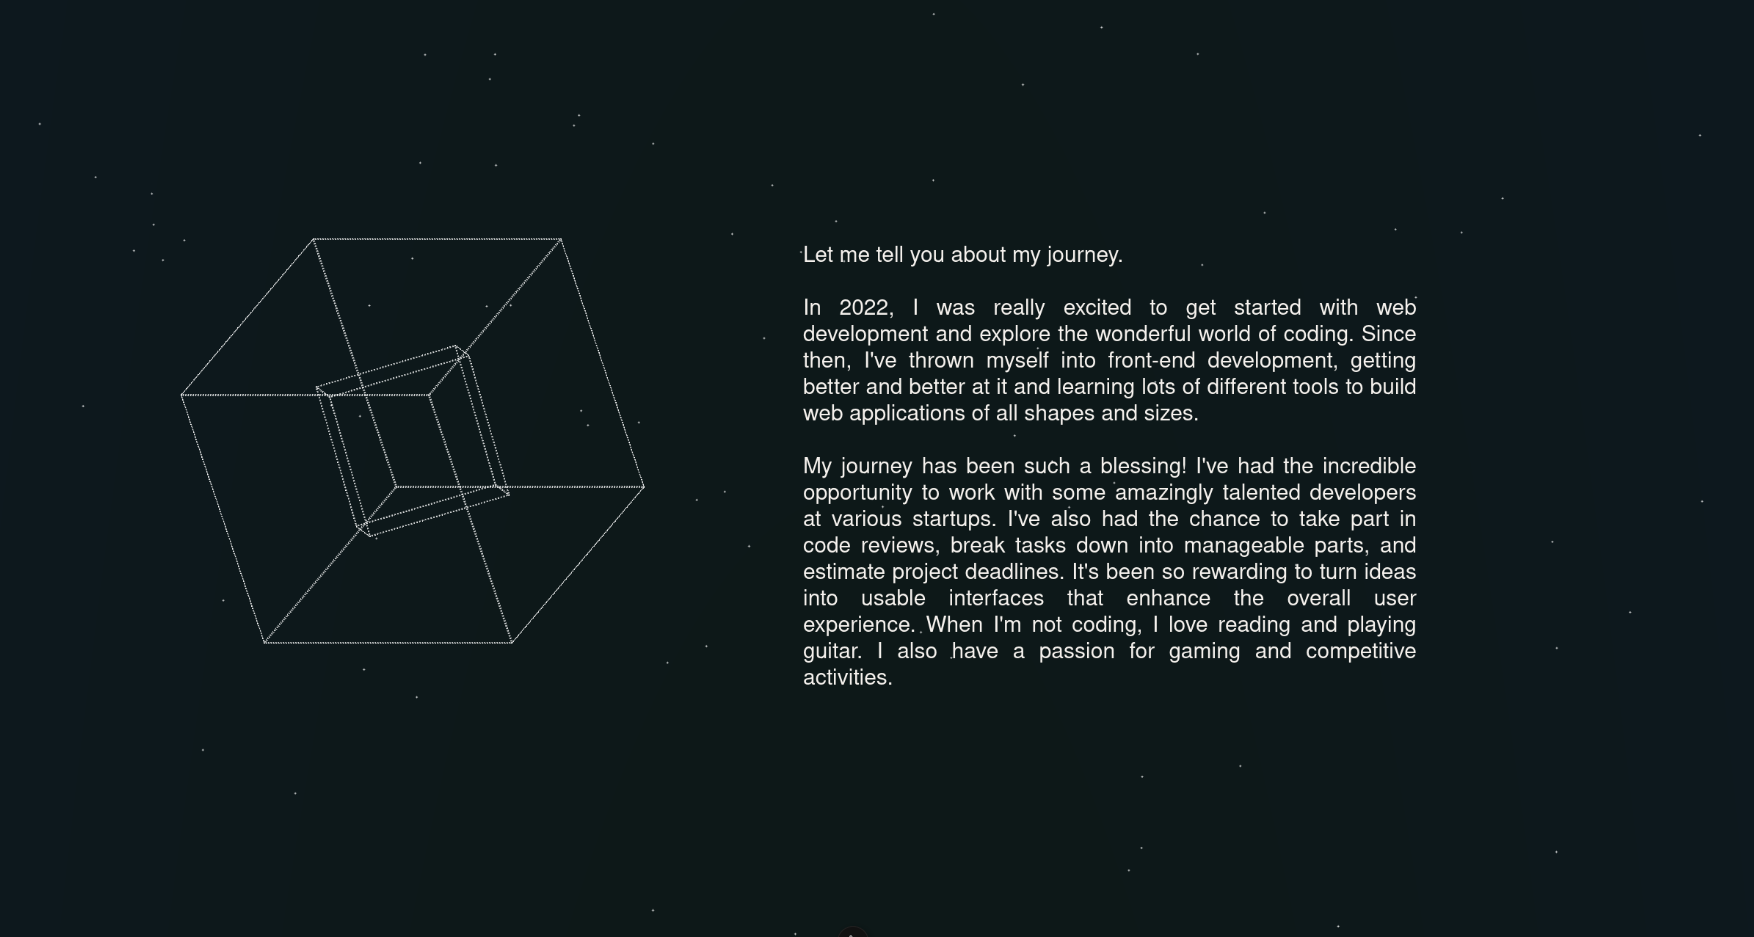 Let me tell you about my journey.
In 2022, I was really excited to get started with web
development and explore the wonderful world of coding. Since
then, I've thrown myself into front-end development, getting
better and better at it and learning lots of different tools to build
web applications of all shapes and sizes.
My journey has been such a blessing! I've had the incredible
opportunity to work with some amazingly talented developers
at various startups. I've also had the chance to take part in
code reviews, break tasks down into manageable parts, and
estimate project deadlines. It's been so rewarding to turn ideas
into usable interfaces that enhance the overall user
experience. When I'm not coding, I love reading and playing
guitar. I also have a passion for gaming and competitive
activities.